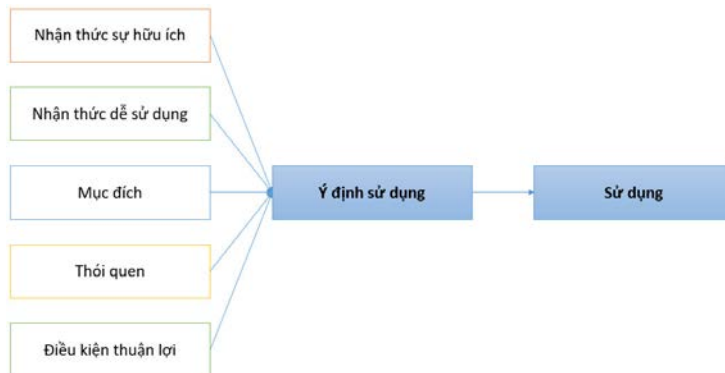 Nhận thức sự hữu ích
Nhận thức dễ sử dụng
Mục đích
Thói quen
Điều kiện thuận lợi
Ý định sử dụng
Sử dụng